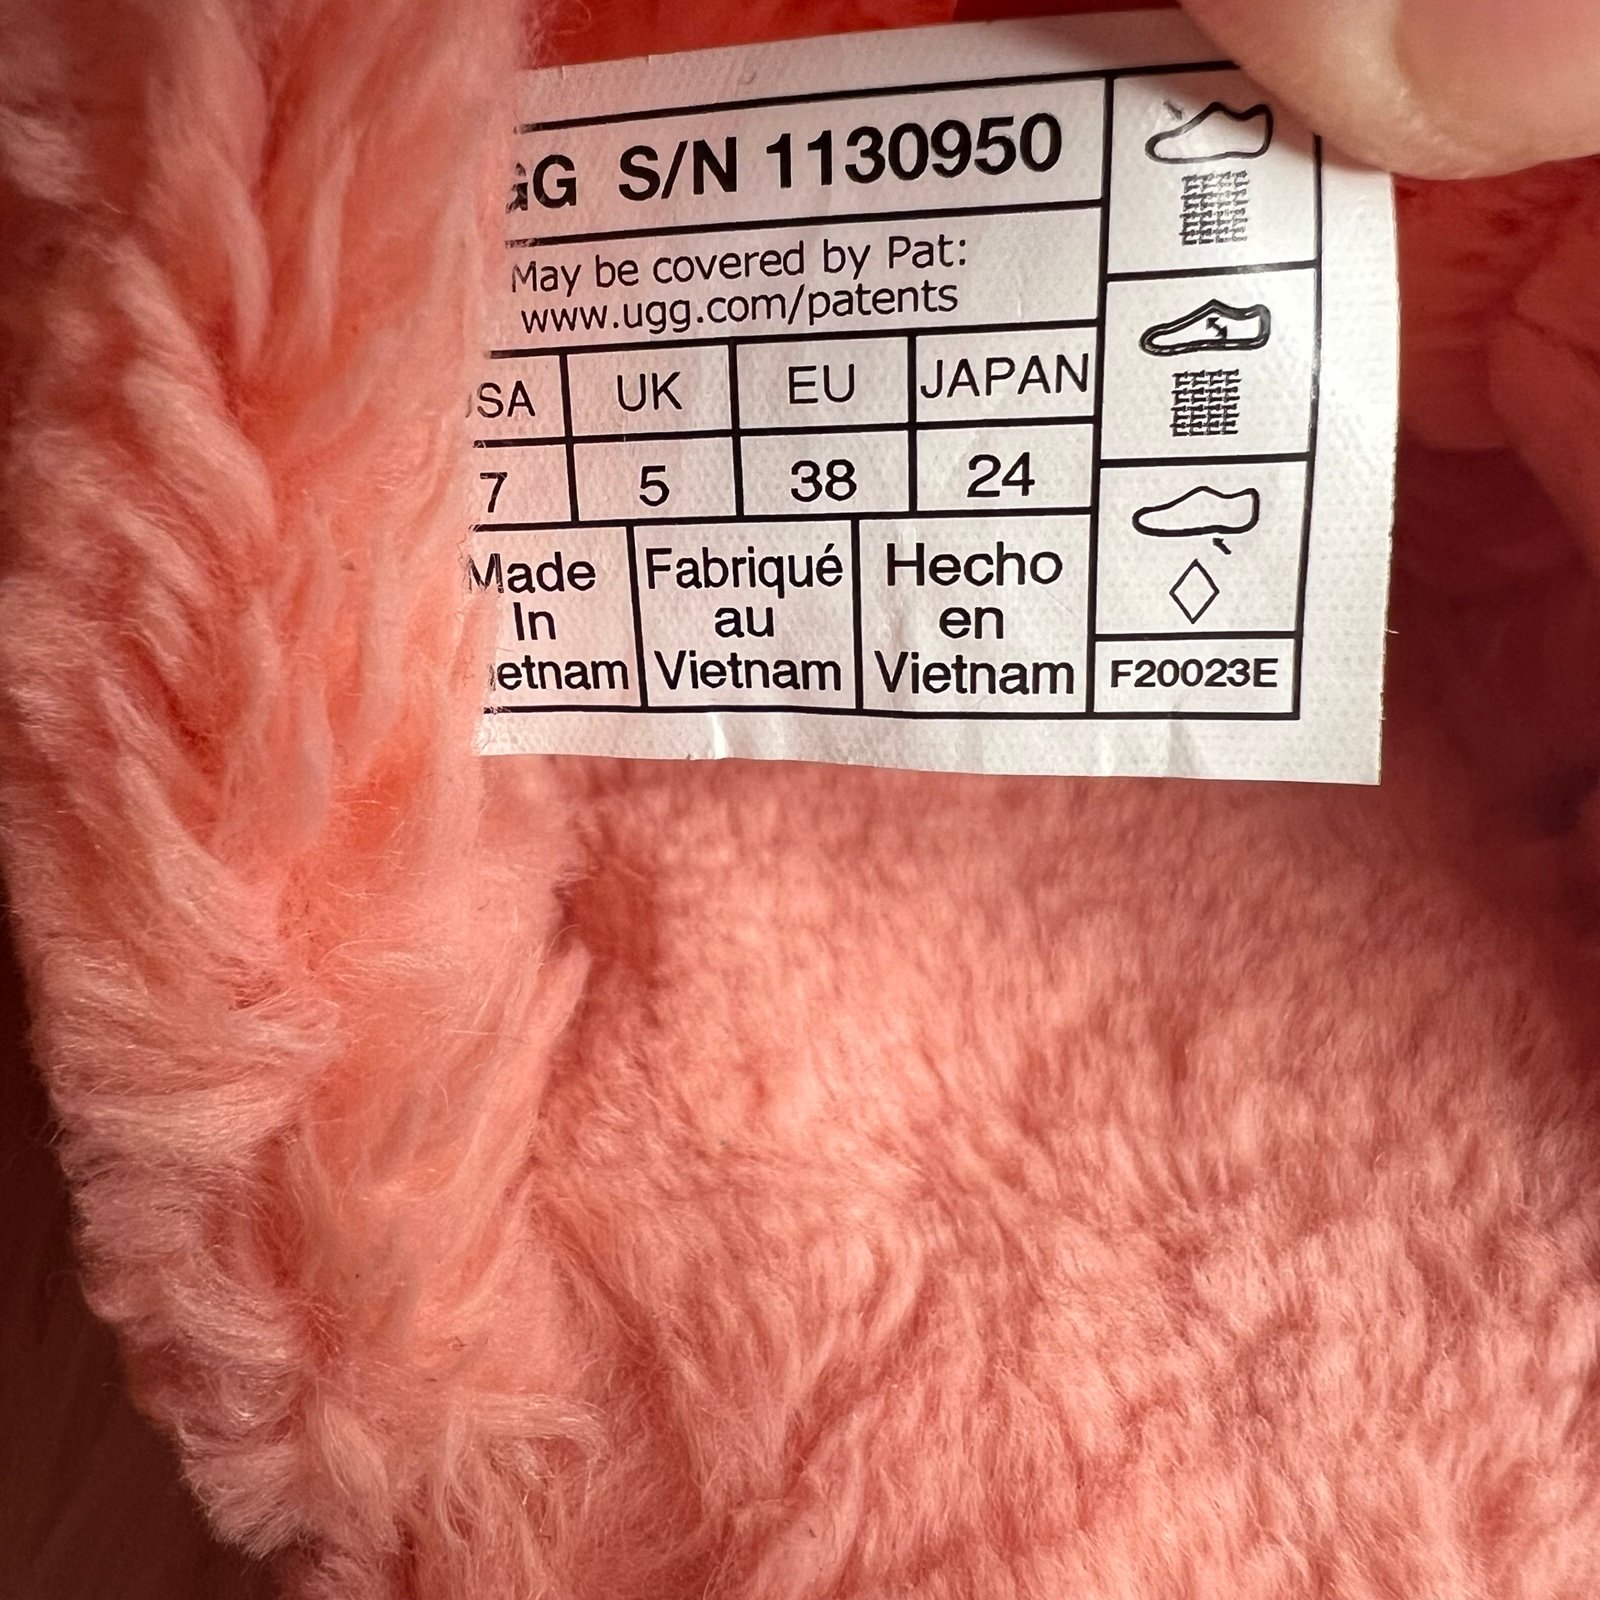 GG S/N 1130950
May be covered by Pat:
www.ugg.com/patents
SA UK EU JAPAN
7 5 38 24
Made
In
etnam
Fabriqué
au
Vietnam
Hecho
en
Vietnam
F20023E